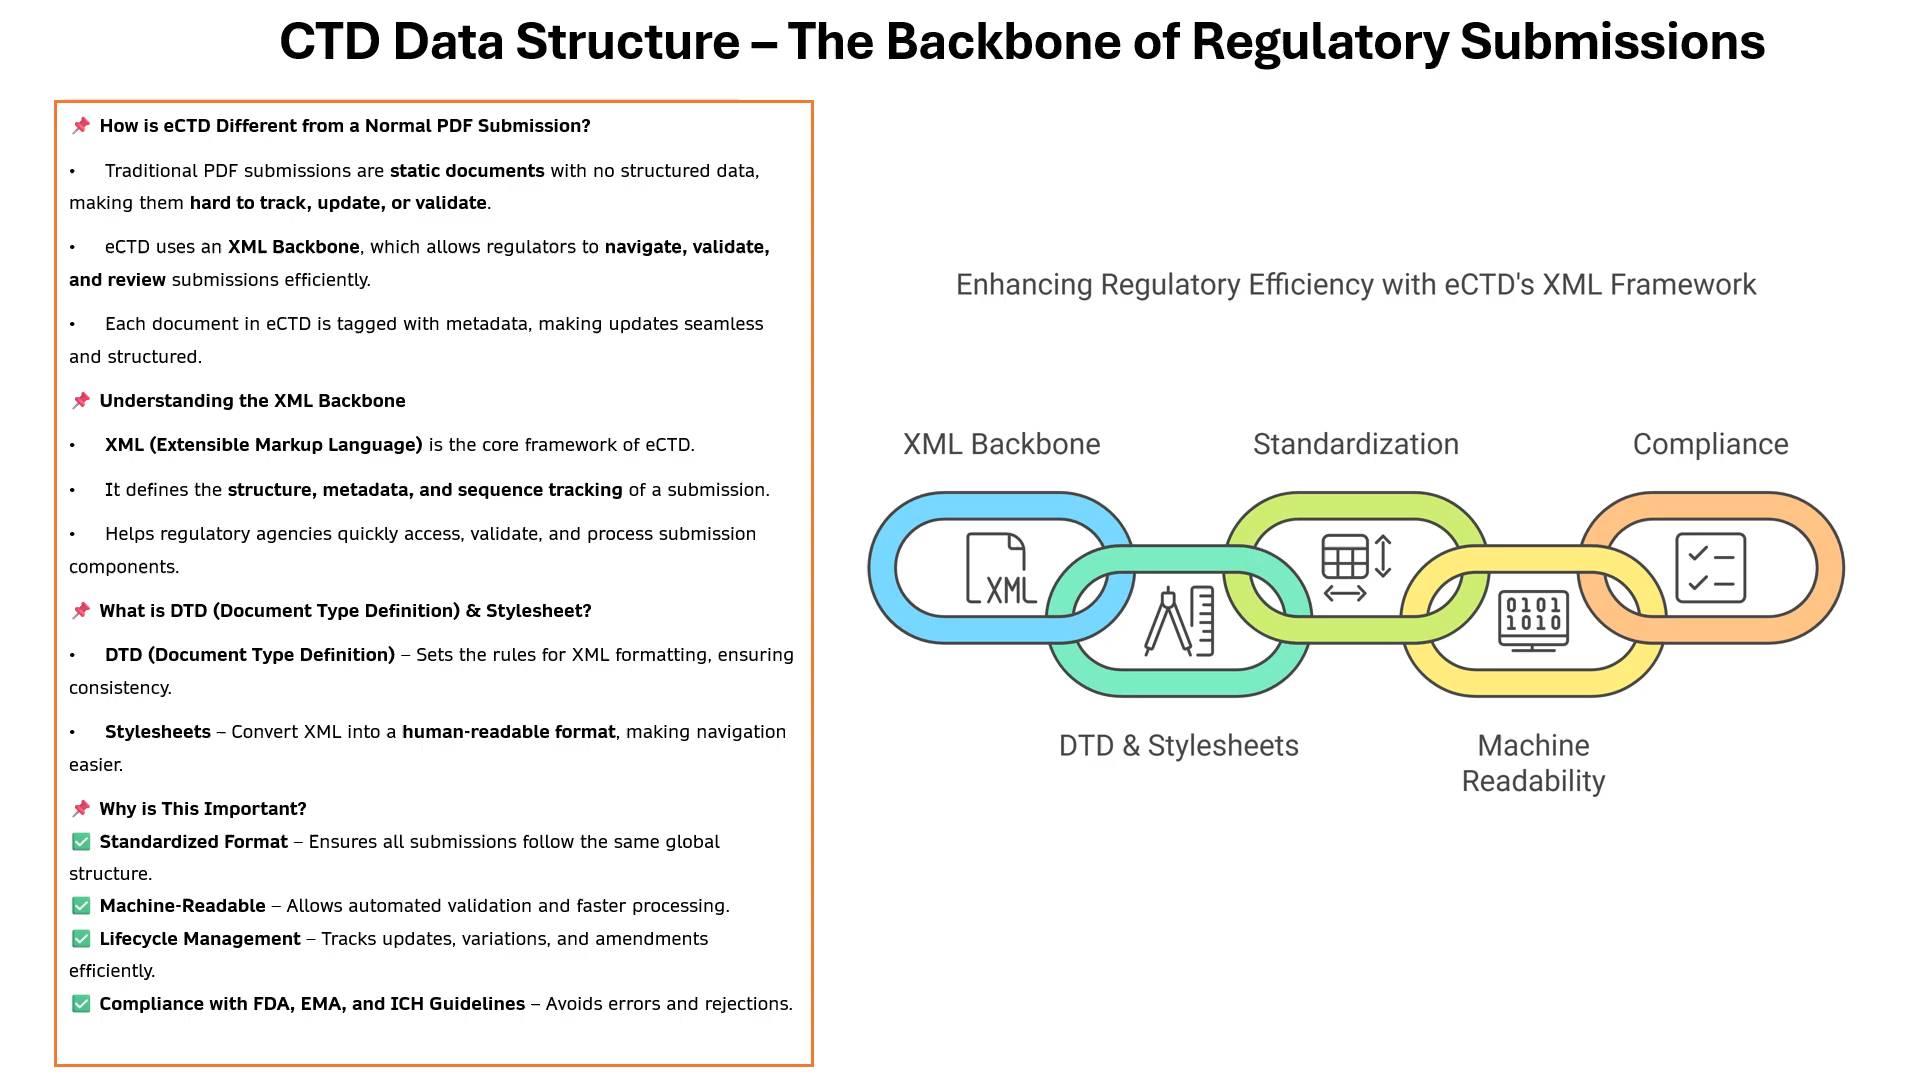 CTD Data Structure – The Backbone of Regulatory Submissions
📌 How is eCTD Different from a Normal PDF Submission?
• Traditional PDF submissions are static documents with no structured data,
making them hard to track, update, or validate.
• eCTD uses an XML Backbone, which allows regulators to navigate, validate,
and review submissions efficiently.
• Each document in eCTD is tagged with metadata, making updates seamless
and structured.
📌 Understanding the XML Backbone
• XML (Extensible Markup Language) is the core framework of eCTD.
• It defines the structure, metadata, and sequence tracking of a submission.
• Helps regulatory agencies quickly access, validate, and process submission
components.
📌 What is DTD (Document Type Definition) & Stylesheet?
• DTD (Document Type Definition) – Sets the rules for XML formatting, ensuring
consistency.
• Stylesheets – Convert XML into a human-readable format, making navigation
easier.
📌 Why is This Important?
✅ Standardized Format – Ensures all submissions follow the same global
structure.
✅ Machine-Readable – Allows automated validation and faster processing.
✅ Lifecycle Management – Tracks updates, variations, and amendments
efficiently.
✅ Compliance with FDA, EMA, and ICH Guidelines – Avoids errors and rejections.
Enhancing Regulatory Efficiency with eCTD's XML Framework
XML Backbone
Standardization
Compliance
XML
0101
1010
DTD & Stylesheets
Machine
Readability